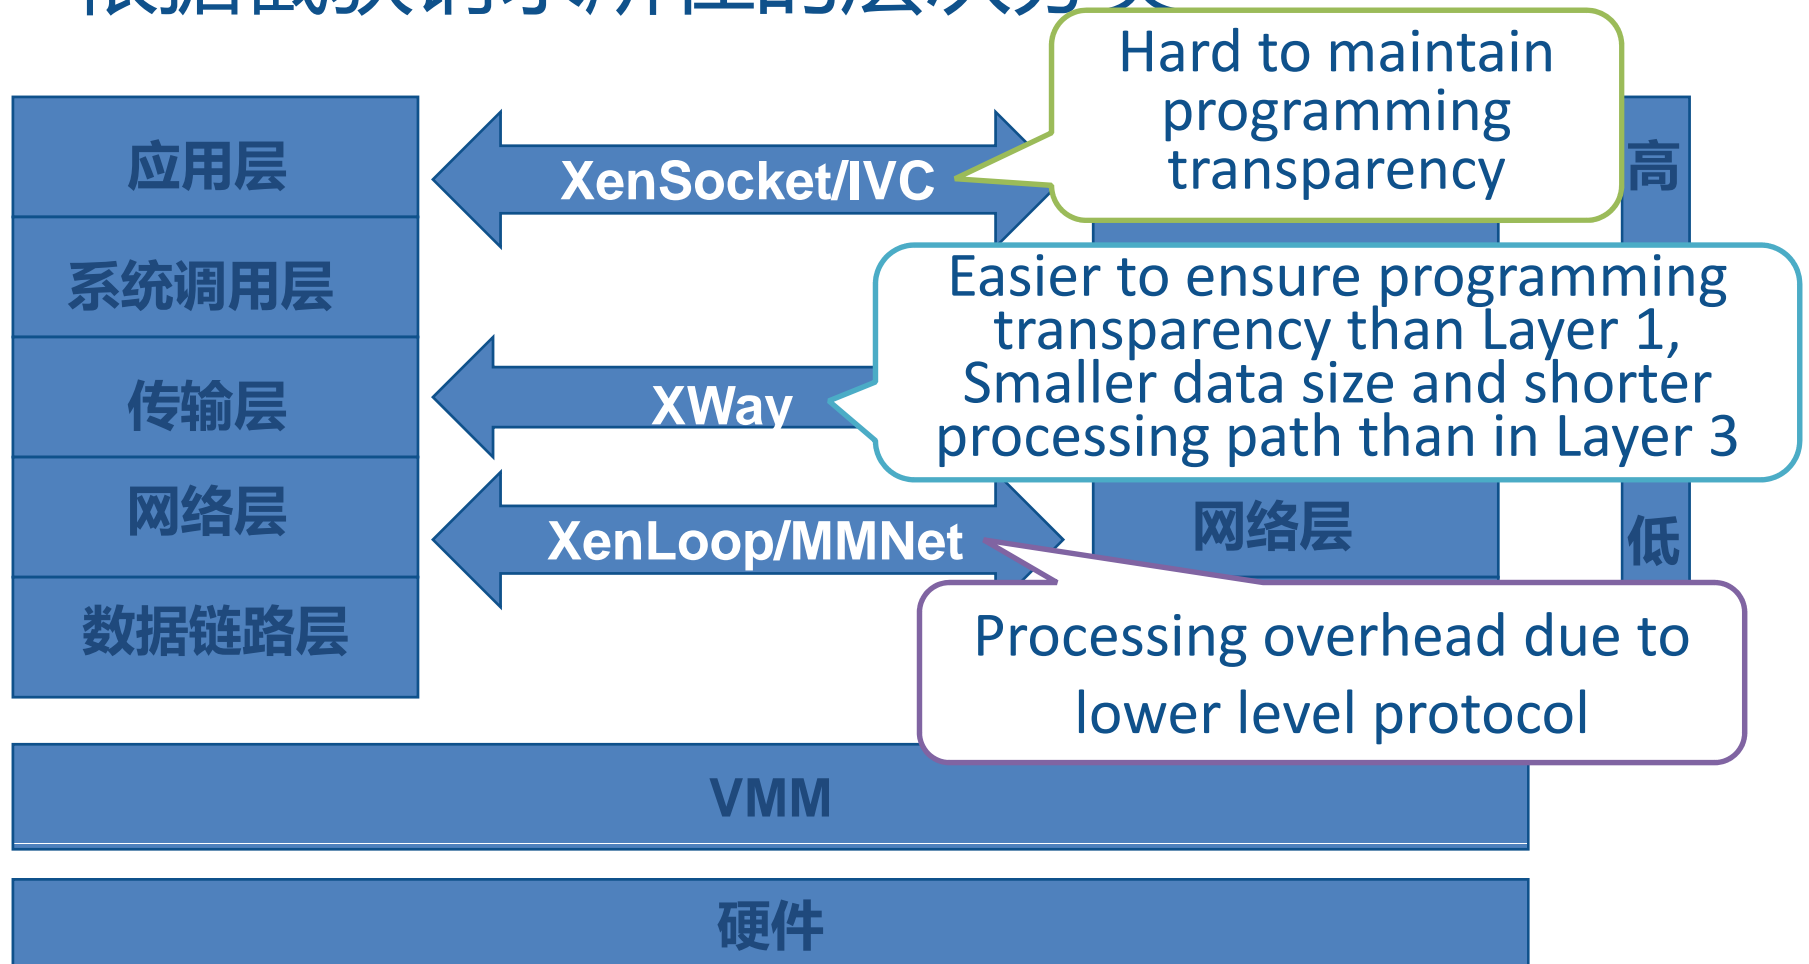 Hard to maintain
programming
transparency
应用层
XenSocket/IVC
高
系统调用层
Easier to ensure programming
transparency than Layer 1,
Smaller data size and shorter
processing path than in Layer 3
传输层
XWay
网络层
XenLoop/MMNet
网络层
低
数据链路层
Processing overhead due to
lower level protocol
VMM
硬件